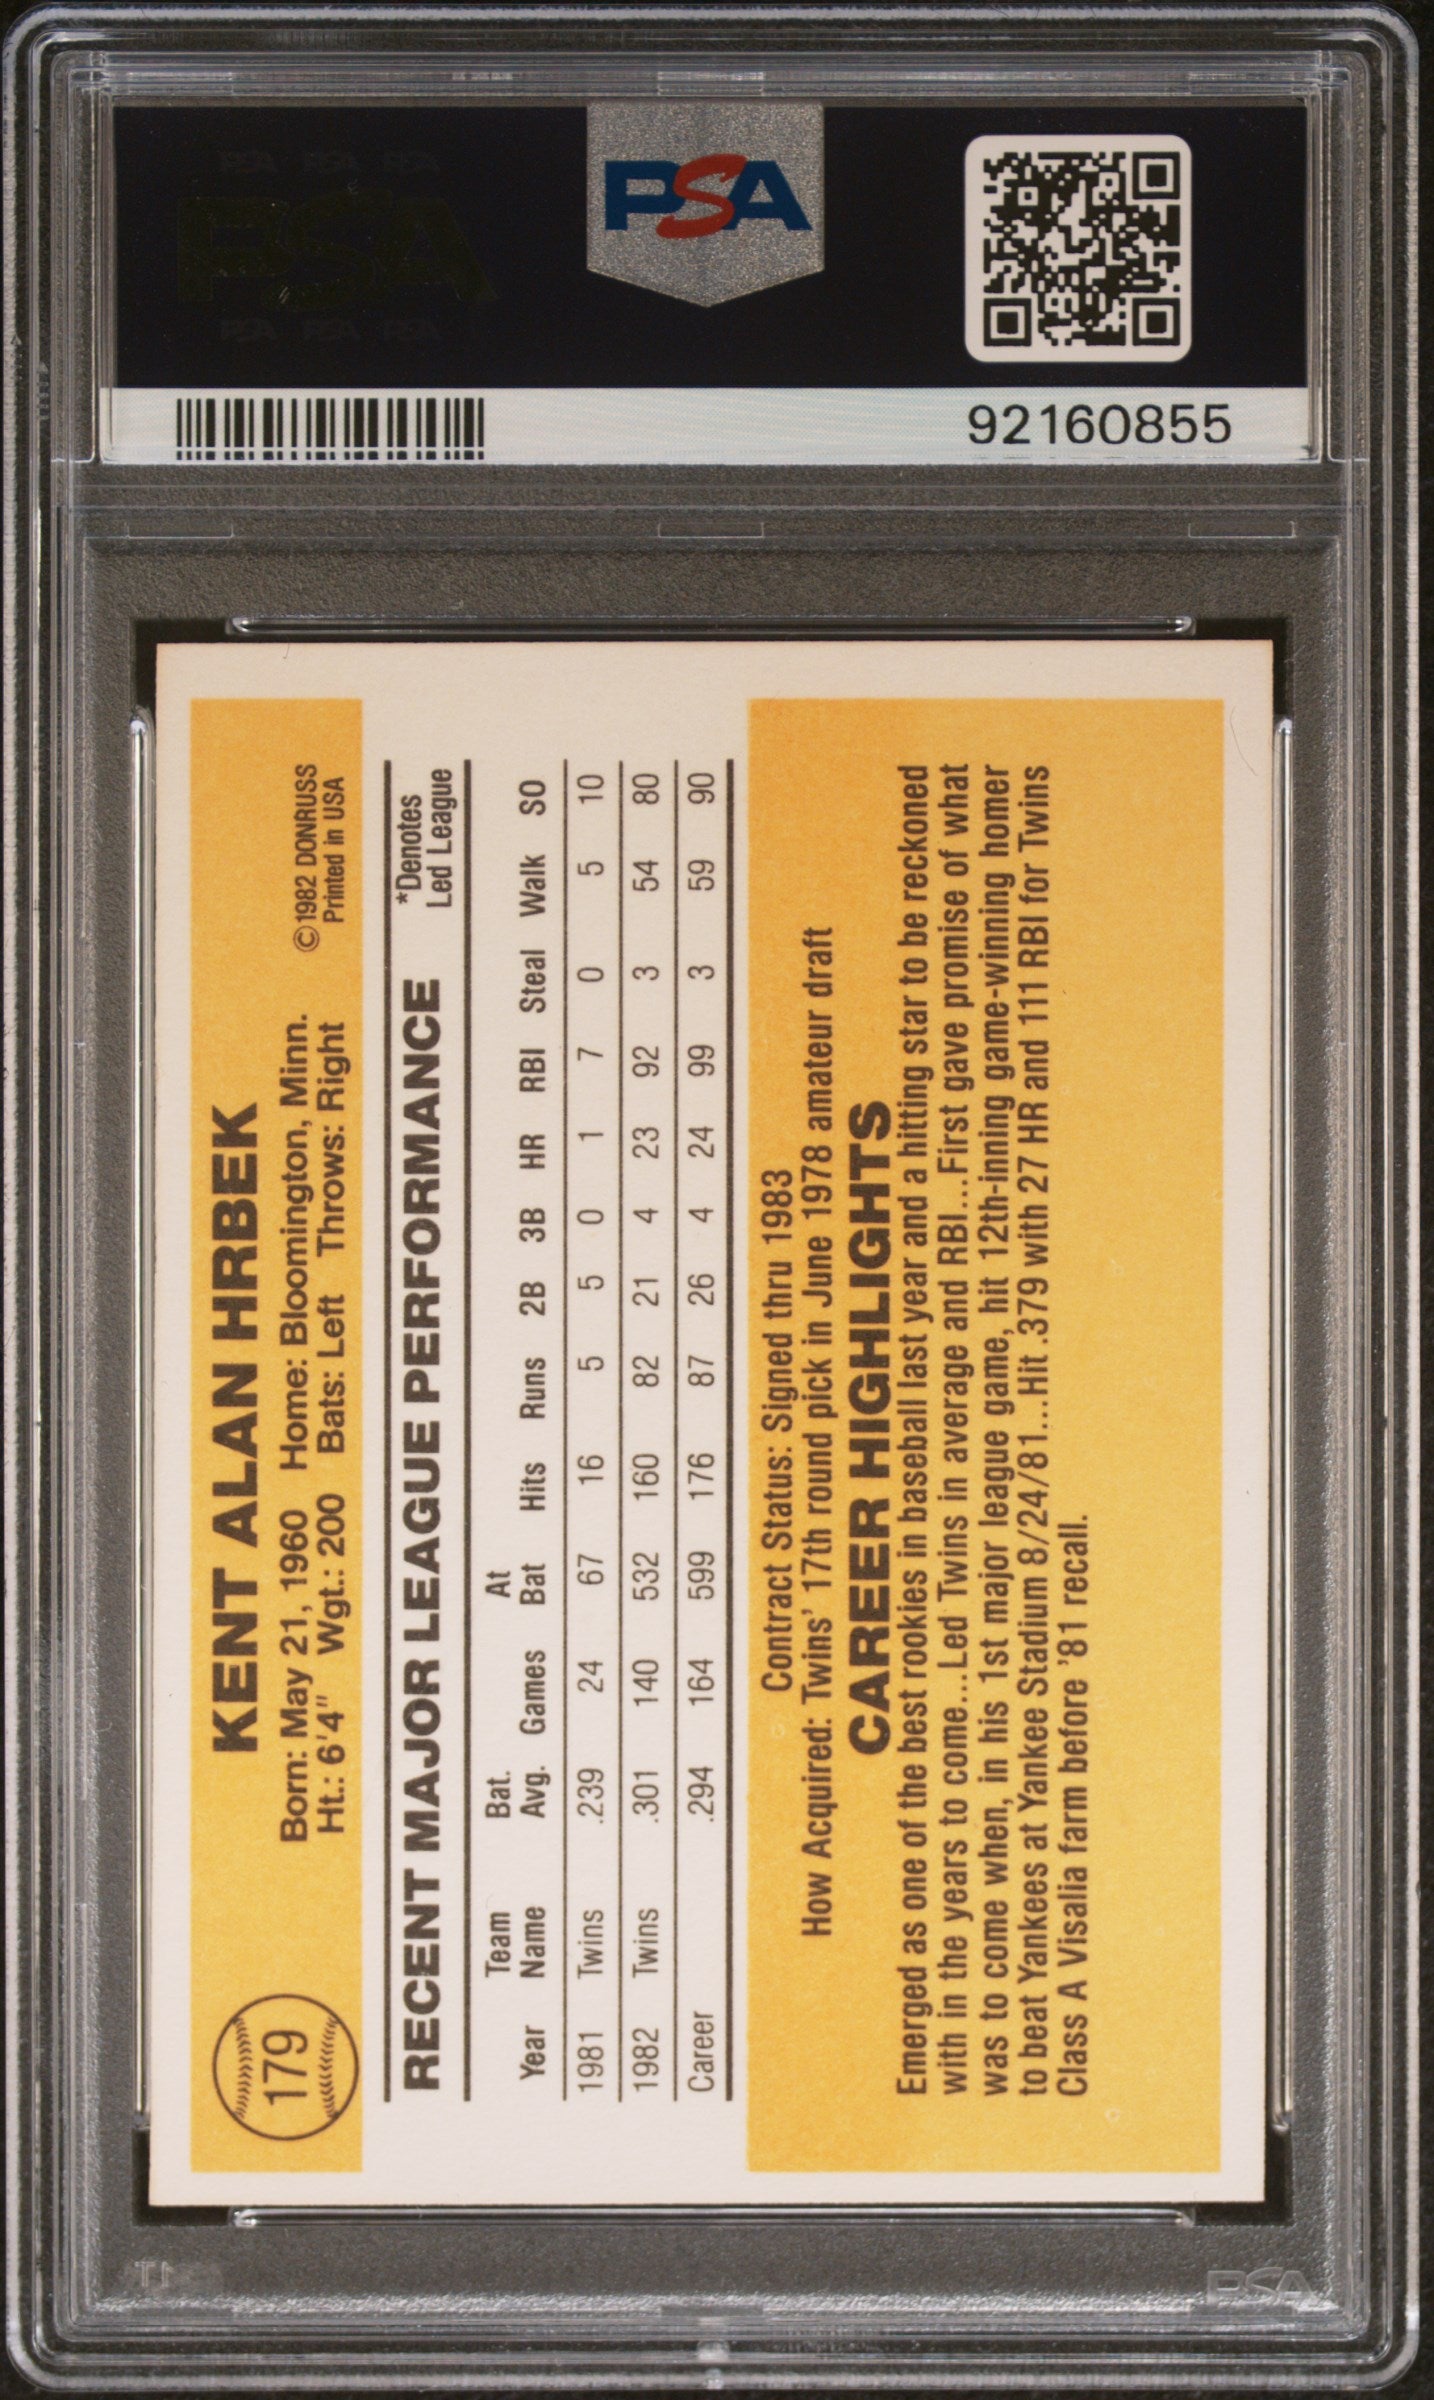 PSA
92160855
179
KENT ALAN HRBEK
Born: May 21, 1960 Home: Bloomington, Minn.
Ht.: 6'4" Wgt.: 200 Bats: Left Throws: Right
©1982 DONRUSS
Printed in USA
RECENT MAJOR LEAGUE PERFORMANCE
*Denotes
Led League
Year Team Name Bat. Avg. Games At Bat Hits Runs 2B 3B HR RBI Steal Walk SO
1981 Twins .239 24 67 16 5 5 0 1 7 0 5 10
1982 Twins .301 140 532 160 82 21 4 23 92 3 54 80
Career .294 164 599 176 87 26 4 24 99 3 59 90
Contract Status: Signed thru 1983
How Acquired: Twins' 17th round pick in June 1978 amateur draft
CAREER HIGHLIGHTS
Emerged as one of the best rookies in baseball last year and a hitting star to be reckoned
with in the years to come...Led Twins in average and RBI...First gave promise of what
was to come when, in his 1st major league game, hit 12th-inning game-winning homer
to beat Yankees at Yankee Stadium 8/24/81...Hit .379 with 27 HR and 111 RBI for Twins
Class A Visalia farm before '81 recall.
PSA